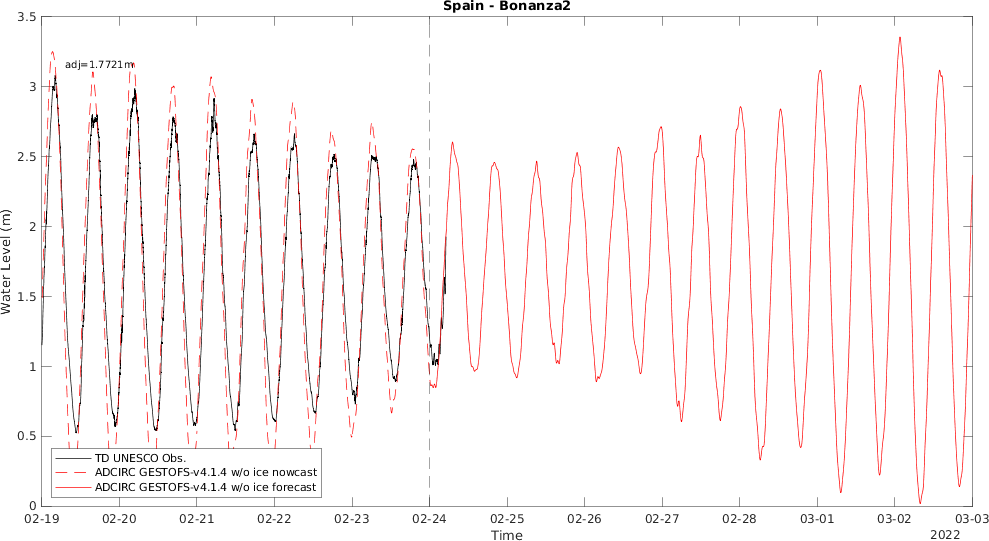 Spain - Bonanza2
3.5
adj=1.7721m
3
2.5
2
Water Level (m)
1.5
1
0.5
TD UNESCO Obs.
ADCIRC GESTOFS-v4.1.4 w/o ice nowcast
ADCIRC GESTOFS-v4.1.4 w/o ice forecast
0
02-19 02-20 02-21 02-22 02-23 02-24 02-25 02-26 02-27 02-28 03-01 03-02 03-03
Time
2022